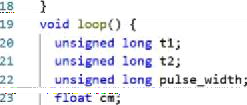 18 }
19 void loop() {
20 unsigned long t1;
21 unsigned long t2;
22 unsigned long pulse_width;
23 float cm;